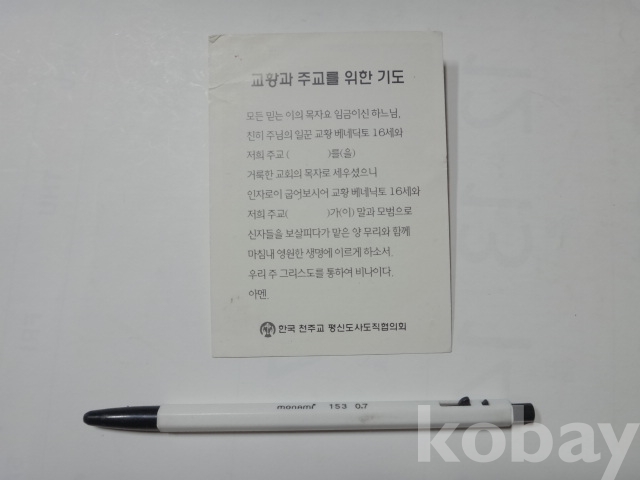 교황과 주교를 위한 기도
모든 믿는 이의 목자요 임금이신 하느님,
친히 주님의 일꾼 교황 베네딕토 16세와
저희 주교 (          )를(을)
거룩한 교회의 목자로 세우셨으니
인자로이 굽어보시어 교황 베네딕토 16세와
저희 주교(          )가(이) 말과 모범으로
신자들을 보살피다가 맡은 양 무리와 함께
마침내 영원한 생명에 이르게 하소서.
우리 주 그리스도를 통하여 비나이다.
아멘.
한국 천주교 평신도사도직협의회
monami 153 0.7
kobay